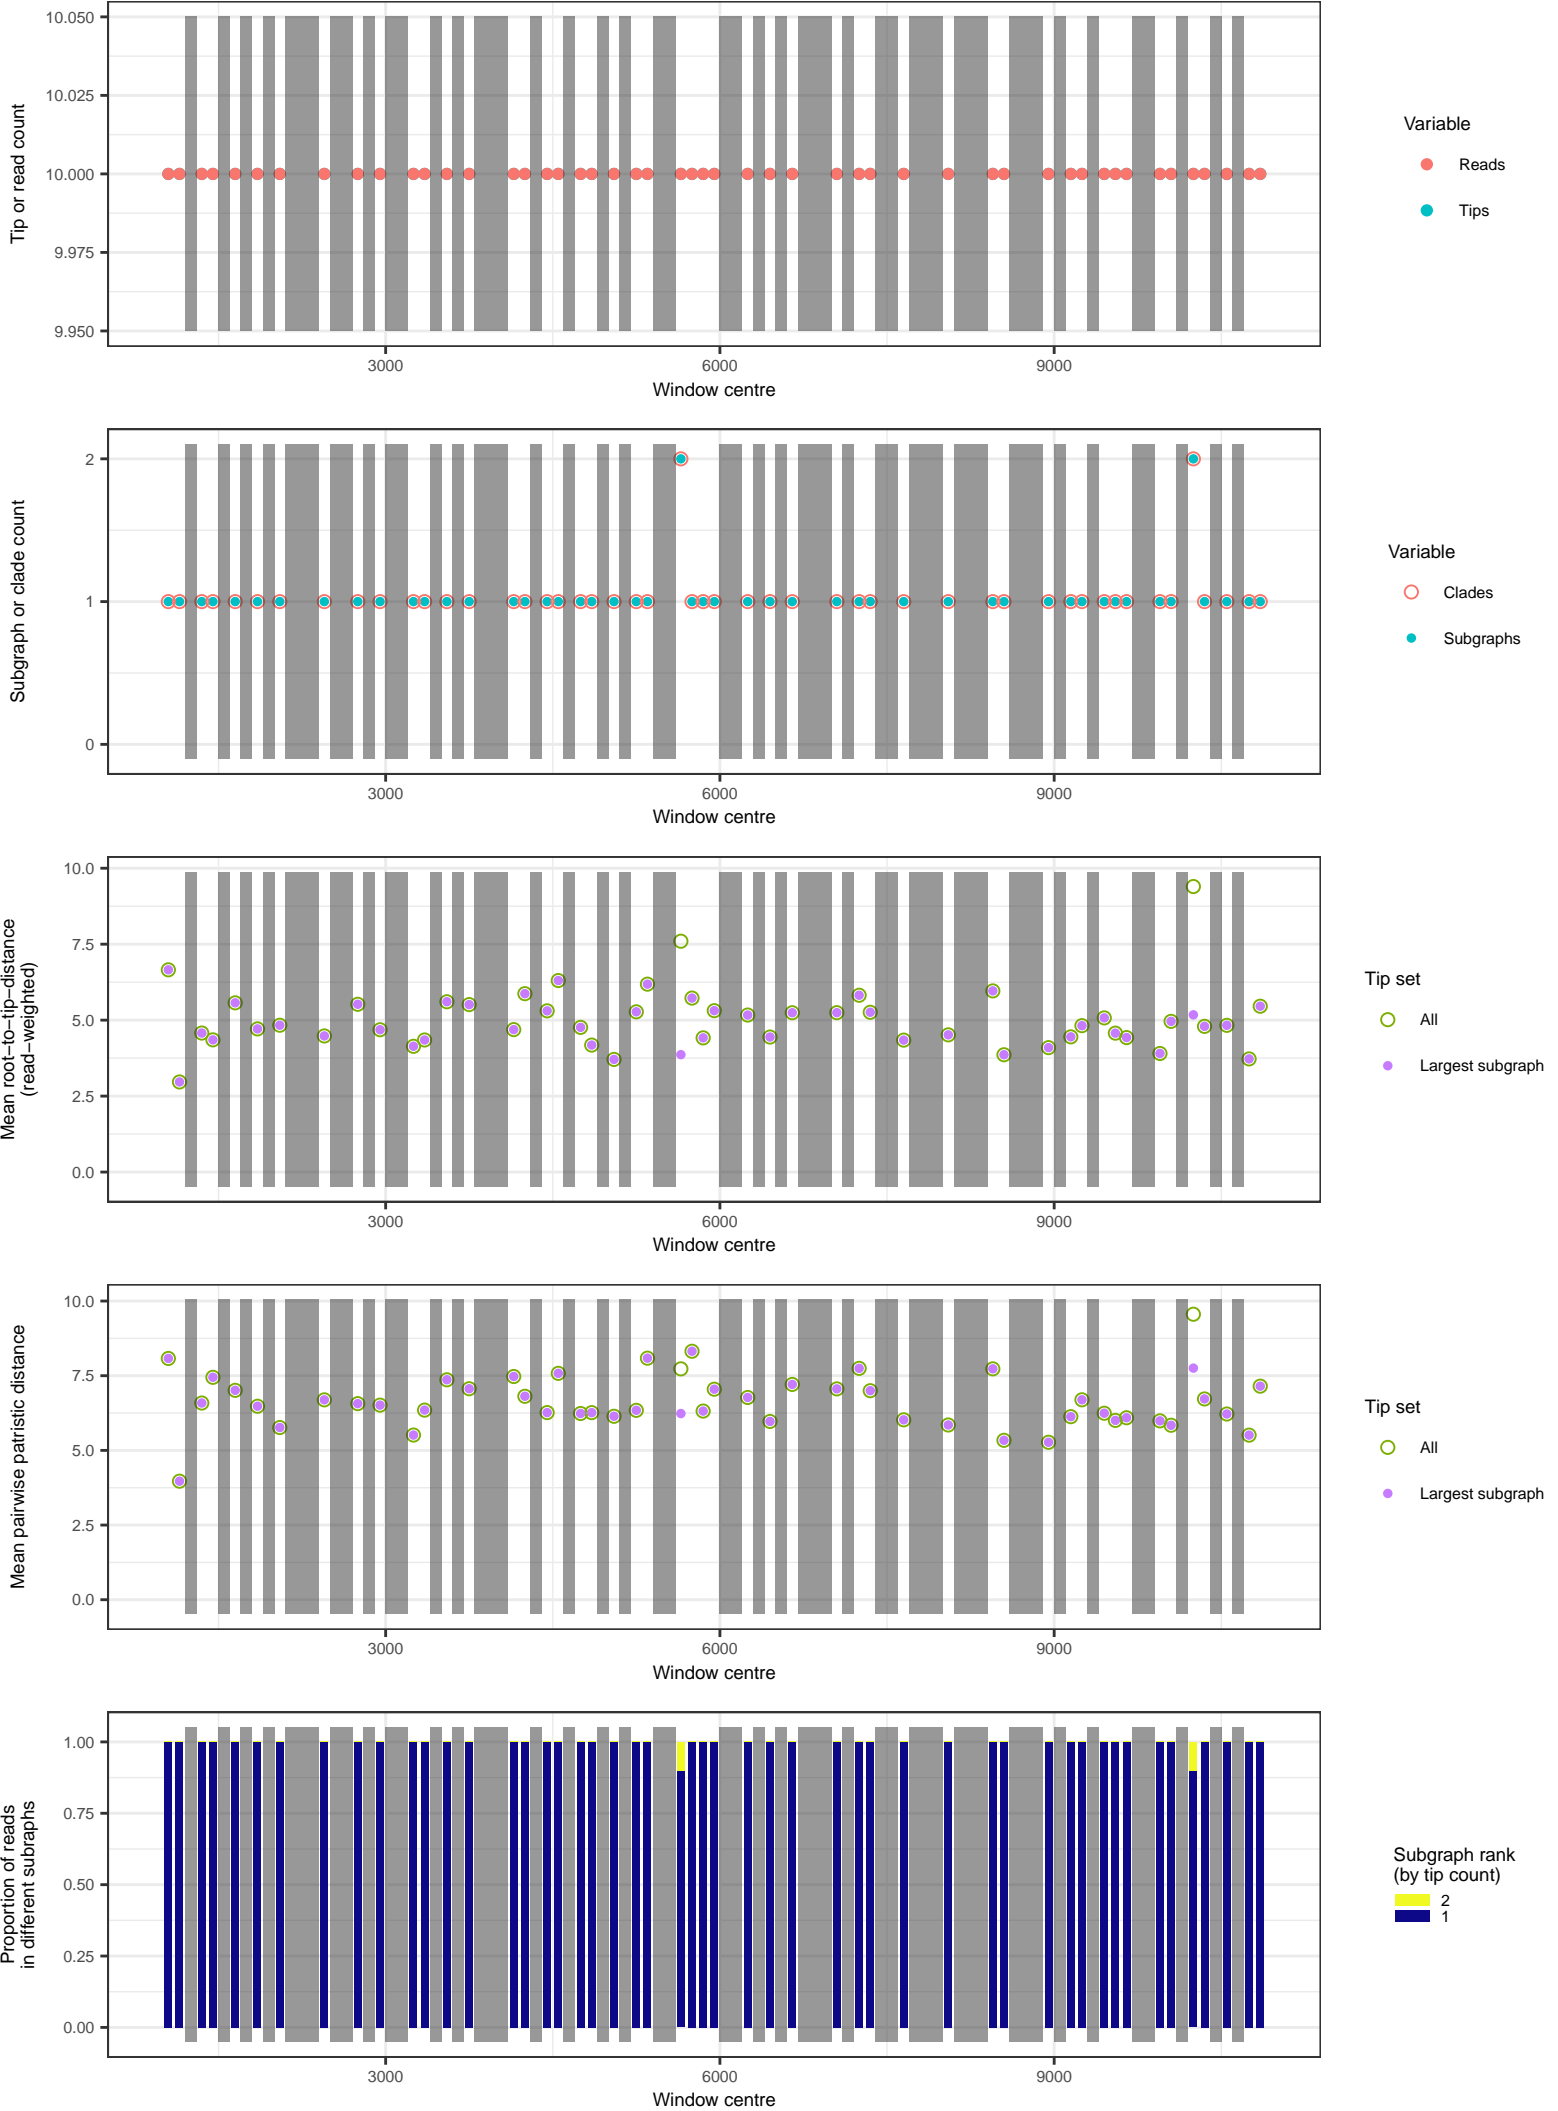 10.050
10.025
10.000
9.975
9.950
Tip or read count
3000
6000
9000
Window centre
Variable
Reads
Tips
2
1
0
Subgraph or clade count
3000
6000
9000
Window centre
Variable
Clades
Subgraphs
10.0
7.5
5.0
2.5
0.0
Mean root−to−tip−distance
(read−weighted)
3000
6000
9000
Window centre
Tip set
All
Largest subgraph
10.0
7.5
5.0
2.5
0.0
Mean pairwise patristic distance
3000
6000
9000
Window centre
Tip set
All
Largest subgraph
1.00
0.75
0.50
0.25
0.00
Proportion of reads
in different subraphs
3000
6000
9000
Window centre
Subgraph rank
(by tip count)
2
1